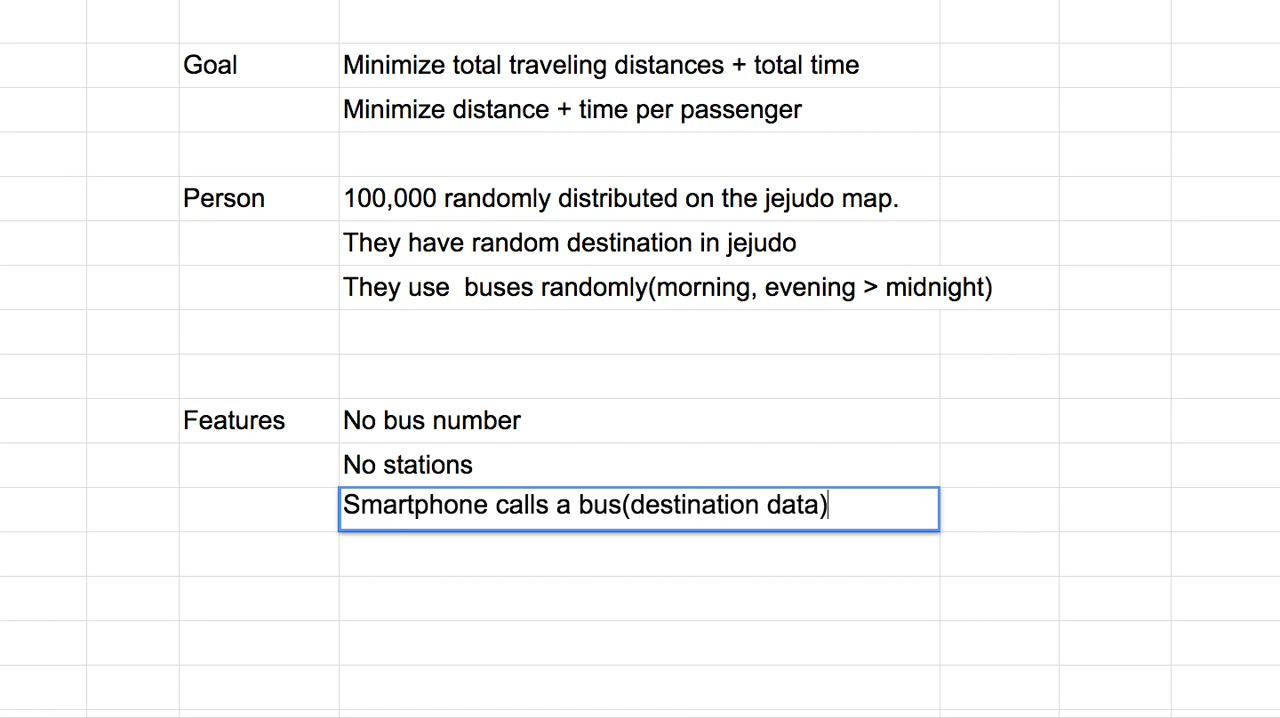 Goal Minimize total traveling distances + total time
Minimize distance + time per passenger
Person 100,000 randomly distributed on the jejudo map.
They have random destination in jejudo
They use  buses randomly(morning, evening > midnight)
Features No bus number
No stations
Smartphone calls a bus(destination data)